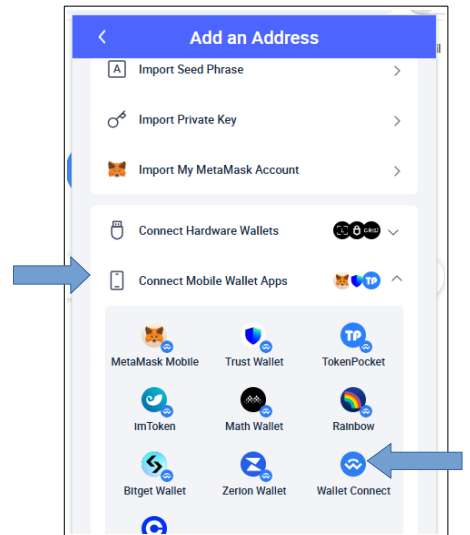 Add an Address
Import Seed Phrase
Import Private Key
Import My MetaMask Account
Connect Hardware Wallets
Connect Mobile Wallet Apps
MetaMask Mobile Trust Wallet TokenPocket
imToken Math Wallet Rainbow
Bitget Wallet Zerion Wallet Wallet Connect